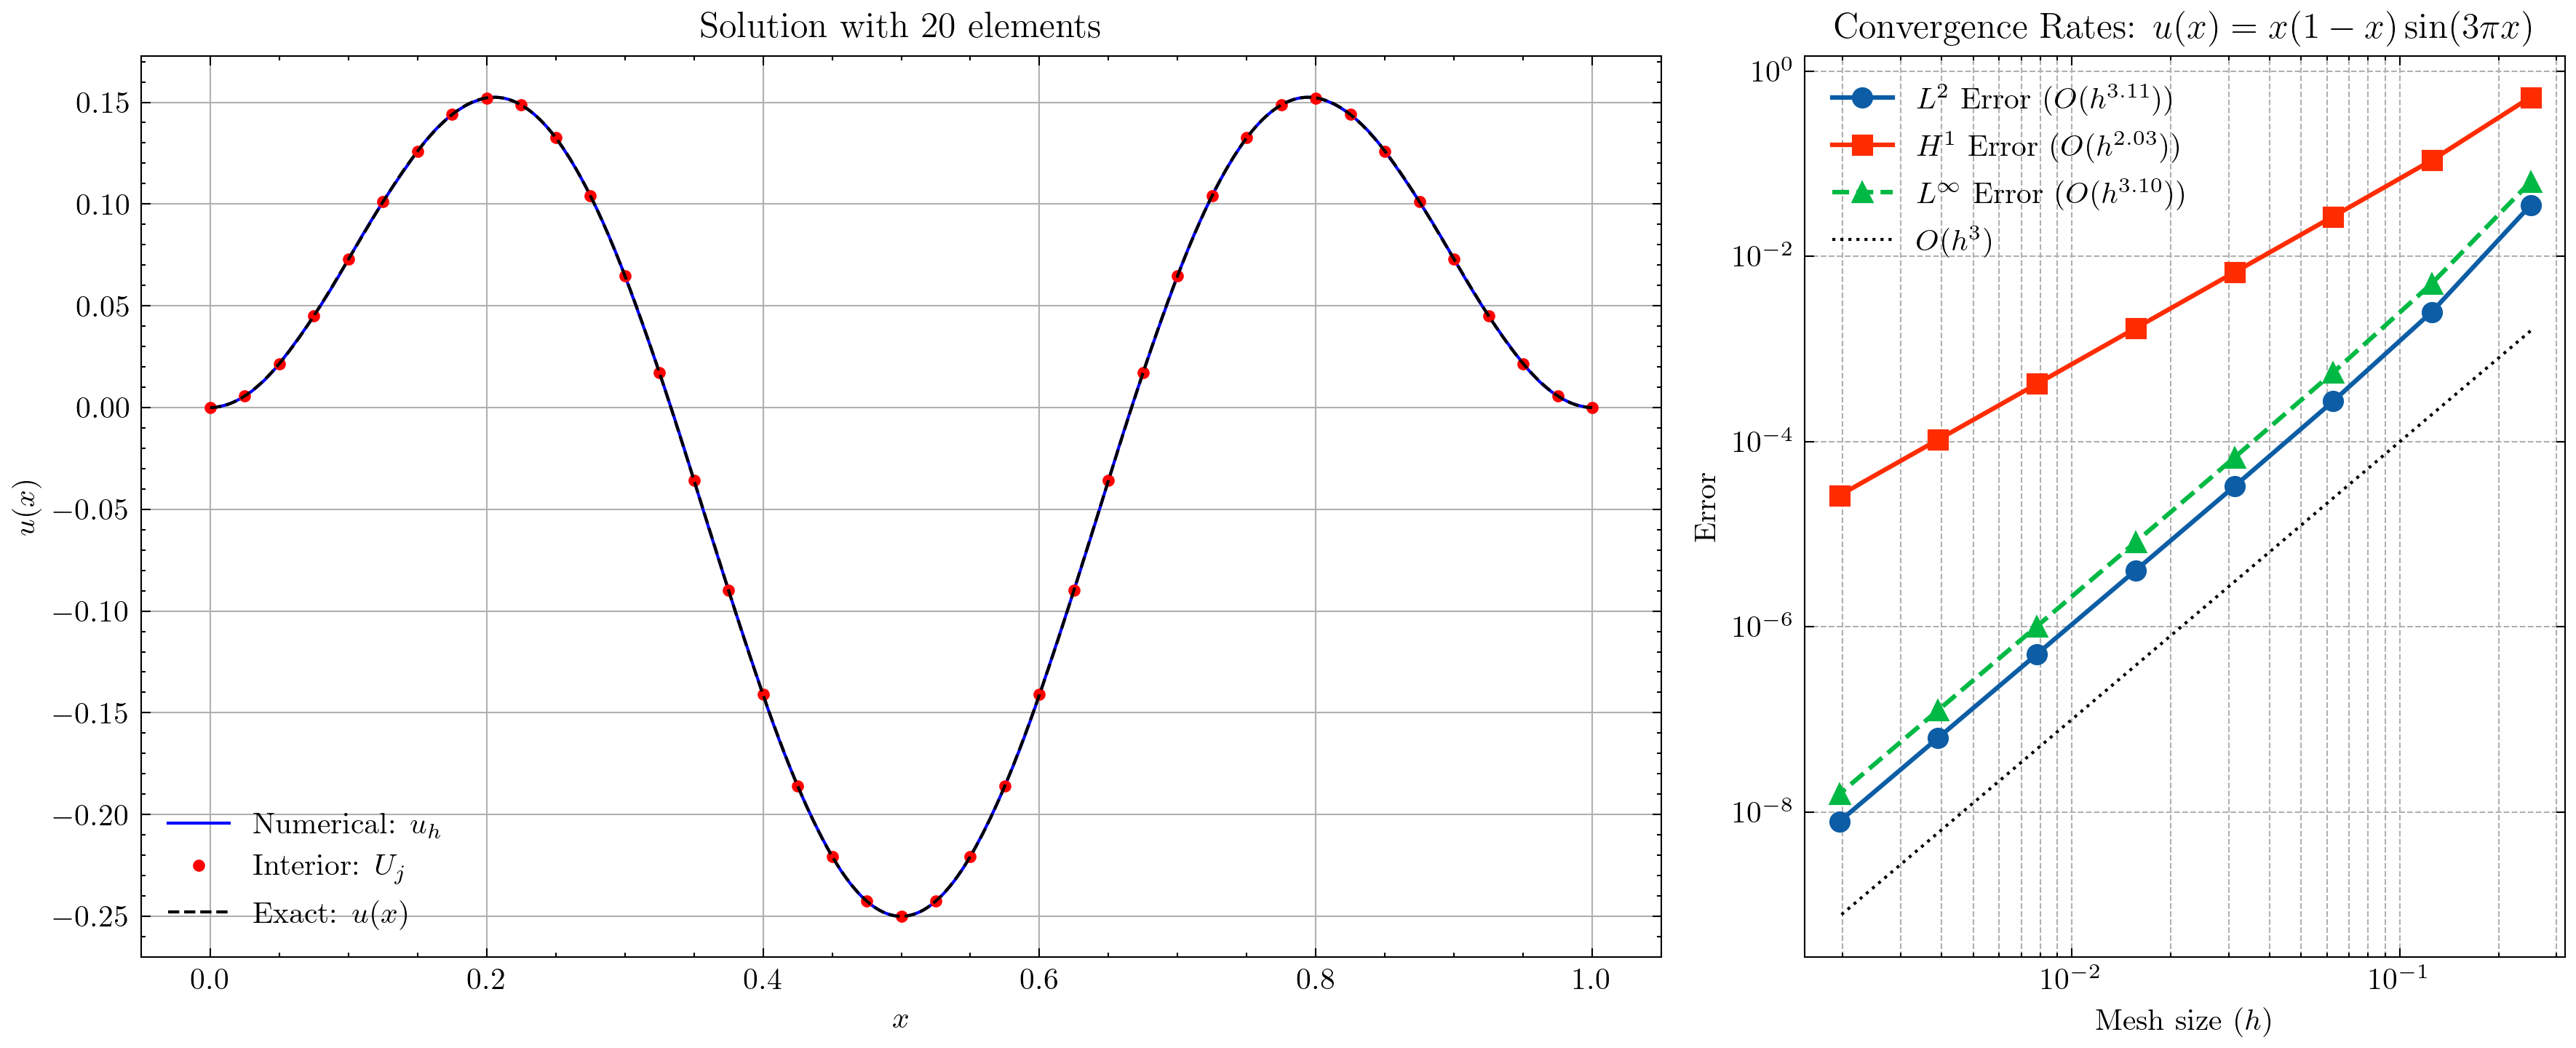 Solution with 20 elements
u(x)
0.15
0.10
0.05
0.00
−0.05
−0.10
−0.15
−0.20
−0.25
Numerical: u_h
Interior: U_j
Exact: u(x)
0.0 0.2 0.4 0.6 0.8 1.0
x
Convergence Rates: u(x) = x(1 − x) sin(3πx)
Error
10^0
10^−2
10^−4
10^−6
10^−8
L^2 Error (O(h^3.11))
H^1 Error (O(h^2.03))
L^∞ Error (O(h^3.10))
O(h^3)
10^−2 10^−1
Mesh size (h)